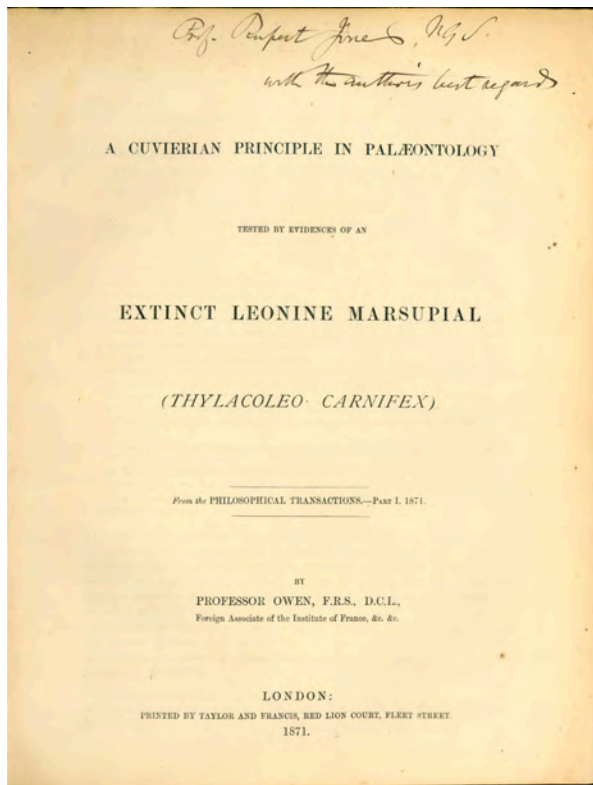 Prof. Rupert Jones, F.G.S.
with the author's best regards
A CUVIERIAN PRINCIPLE IN PALÆONTOLOGY
TESTED BY EVIDENCES OF AN
EXTINCT LEONINE MARSUPIAL
(THYLACOLEO CARNIFEX)
From the PHILOSOPHICAL TRANSACTIONS.—PART I. 1871.
BY
PROFESSOR OWEN, F.R.S., D.C.L.,
Foreign Associate of the Institute of France, &c. &c.
LONDON:
PRINTED BY TAYLOR AND FRANCIS, RED LION COURT, FLEET STREET.
1871.